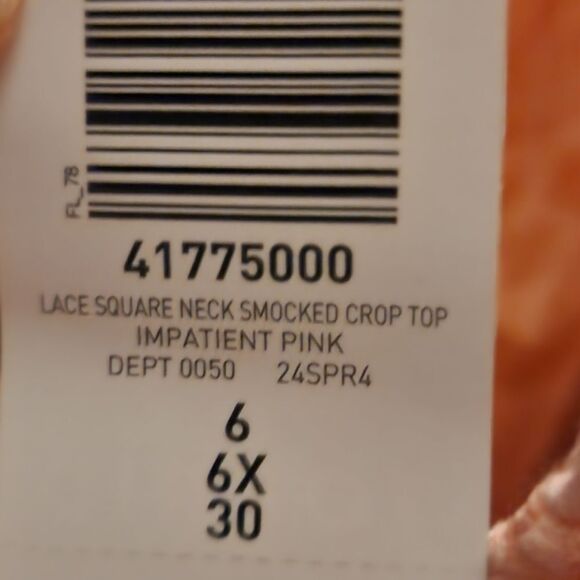 FL_78
41775000
LACE SQUARE NECK SMOCKED CROP TOP
IMPATIENT PINK
DEPT 0050 24SPR4
6
6X
30